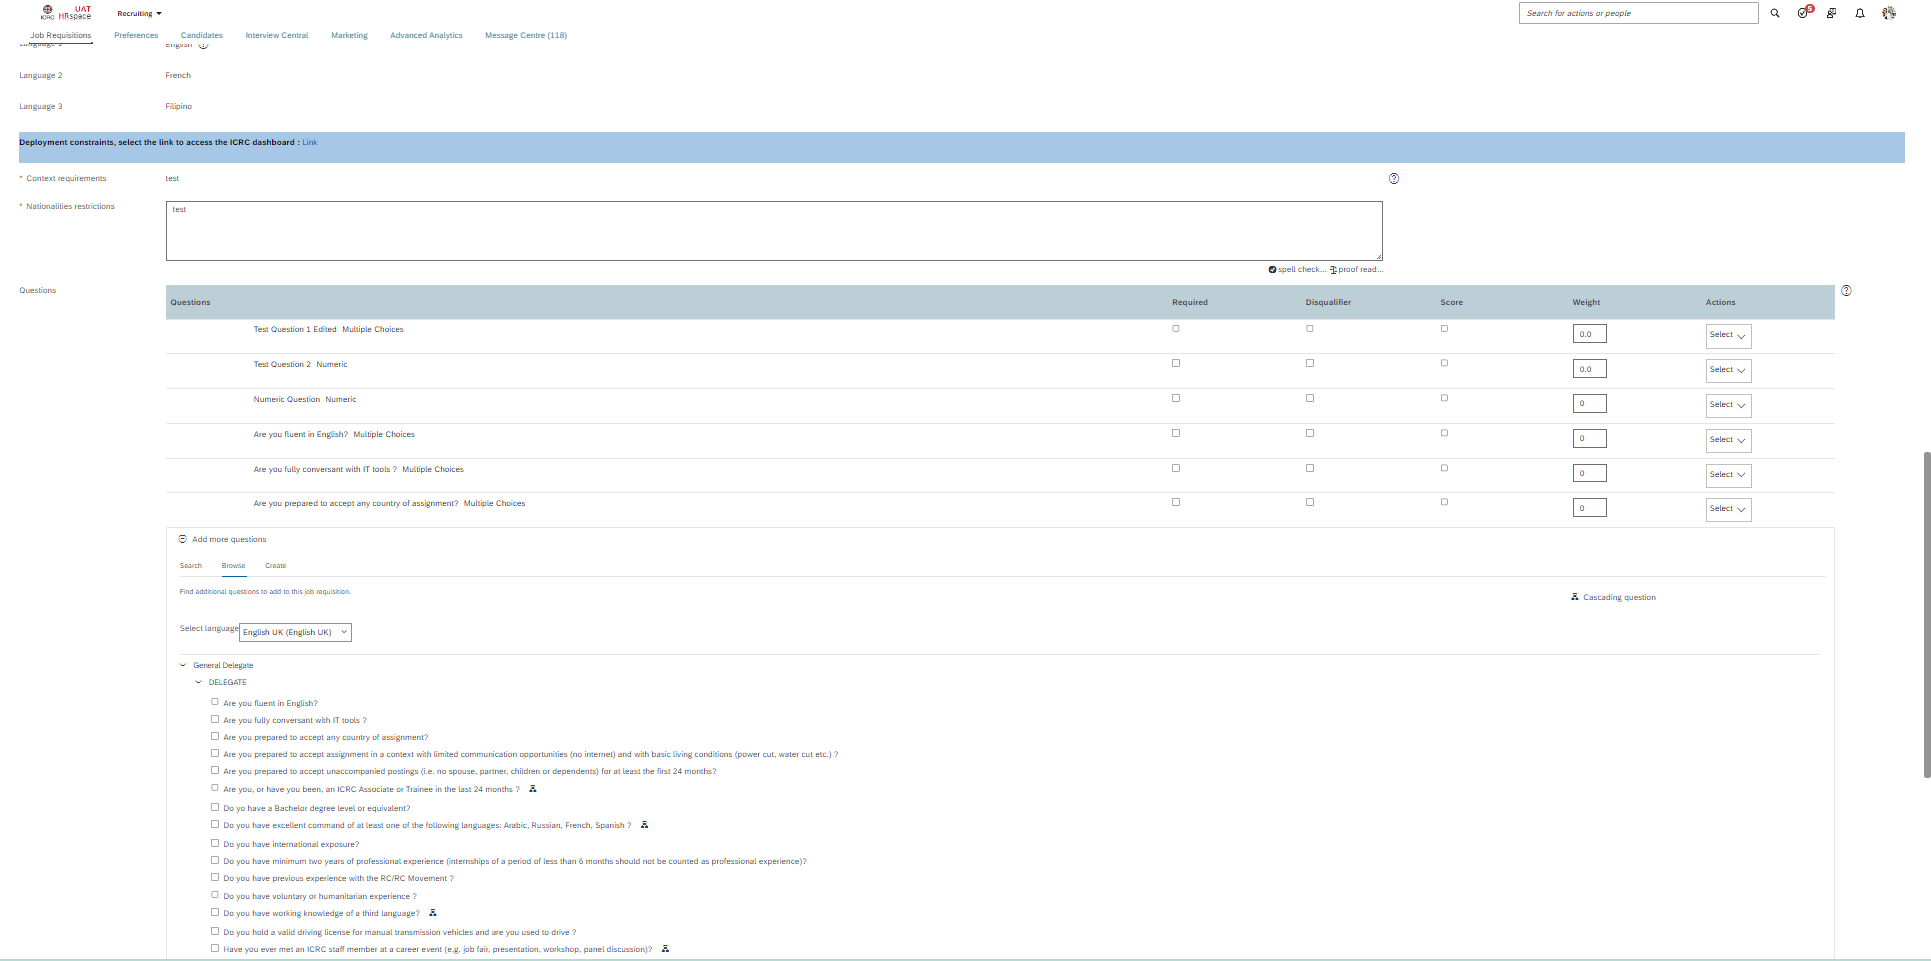 ICRC UAT HRspace Recruiting Search for actions or people 5
Job Requisitions Preferences Candidates Interview Central Marketing Advanced Analytics Message Centre (118)
Language 1 English
Language 2 French
Language 3 Filipino
Deployment constraints, select the link to access the ICRC dashboard : Link
* Context requirements test
* Nationalities restrictions test
spell check... proof read...
Questions
Questions Required Disqualifier Score Weight Actions
Test Question 1 Edited Multiple Choices 0.0 Select
Test Question 2 Numeric 0.0 Select
Numeric Question Numeric 0 Select
Are you fluent in English? Multiple Choices 0 Select
Are you fully conversant with IT tools ? Multiple Choices 0 Select
Are you prepared to accept any country of assignment? Multiple Choices 0 Select
Add more questions
Search Browse Create
Find additional questions to add to this job requisition.
Cascading question
Select language English UK (English UK)
General Delegate
DELEGATE
Are you fluent in English?
Are you fully conversant with IT tools ?
Are you prepared to accept any country of assignment?
Are you prepared to accept assignment in a context with limited communication opportunities (no internet) and with basic living conditions (power cut, water cut etc.) ?
Are you prepared to accept unaccompanied postings (i.e. no spouse, partner, children or dependents) for at least the first 24 months?
Are you, or have you been, an ICRC Associate or Trainee in the last 24 months ?
Do yo have a Bachelor degree level or equivalent?
Do you have excellent command of at least one of the following languages: Arabic, Russian, French, Spanish ?
Do you have international exposure?
Do you have minimum two years of professional experience (internships of a period of less than 6 months should not be counted as professional experience)?
Do you have previous experience with the RC/RC Movement ?
Do you have voluntary or humanitarian experience ?
Do you have working knowledge of a third language?
Do you hold a valid driving license for manual transmission vehicles and are you used to drive ?
Have you ever met an ICRC staff member at a career event (e.g. job fair, presentation, workshop, panel discussion)?